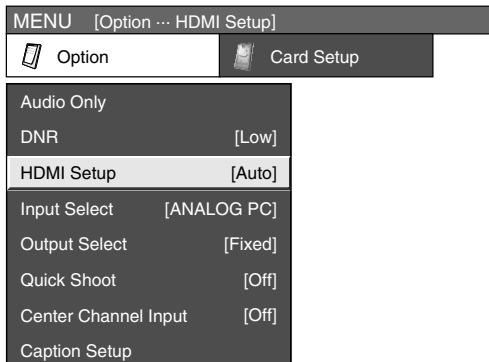 MENU [Option ··· HDMI Setup]
Option Card Setup
Audio Only
DNR [Low]
HDMI Setup [Auto]
Input Select [ANALOG PC]
Output Select [Fixed]
Quick Shoot [Off]
Center Channel Input [Off]
Caption Setup